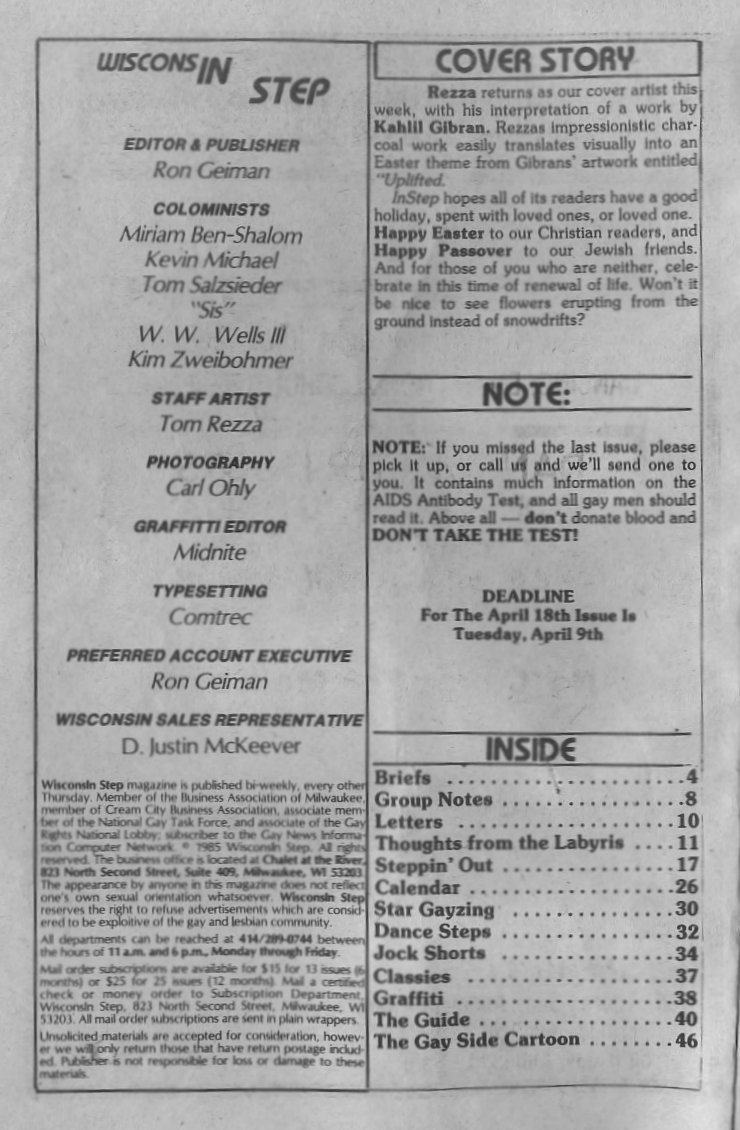 WISCONSIN
STEP
EDITOR & PUBLISHER
Ron Geiman
COLOMINISTS
Miriam Ben-Shalom
Kevin Michael
Tom Salzsieder
"Sis"
W. W. Wells III
Kim Zweibohmer
STAFF ARTIST
Tom Rezza
PHOTOGRAPHY
Carl Ohly
GRAFFITTI EDITOR
Midnite
TYPESETTING
Comtrec
PREFERRED ACCOUNT EXECUTIVE
Ron Geiman
WISCONSIN SALES REPRESENTATIVE
D. Justin McKeever
Wisconsin Step magazine is published bi-weekly, every other
Thursday. Member of the Business Association of Milwaukee,
member of Cream City Business Association, associate mem-
ber of the National Gay Task Force, and associate of the Gay
Rights National Lobby; subscriber to the Gay News Informa-
tion Computer Network. © 1985 Wisconsin Step. All rights
reserved. The business office is located at Chalet at the River,
823 North Second Street, Suite 409, Milwaukee, WI 53203.
The appearance by anyone in this magazine does not reflect
one's own sexual orientation whatsoever. Wisconsin Step
reserves the right to refuse advertisements which are consid-
ered to be exploitive of the gay and lesbian community.
All departments can be reached at 414/289-0744 between
the hours of 11 a.m. and 6 p.m., Monday through Friday.
Mail order subscriptions are available for $15 for 13 issues (6
months) or $25 for 25 issues (12 months). Mail a certified
check or money order to Subscription Department,
Wisconsin Step, 823 North Second Street, Milwaukee, WI
53203. All mail order subscriptions are sent in plain wrappers.
Unsolicited materials are accepted for consideration, howev-
er we will only return those that have return postage includ-
ed. Publisher is not responsible for loss or damage to these
materials.
COVER STORY
Rezza returns as our cover artist this
week, with his interpretation of a work by
Kahlil Gibran. Rezzas impressionistic char-
coal work easily translates visually into an
Easter theme from Gibrans' artwork entitled
"Uplifted.
InStep hopes all of its readers have a good
holiday, spent with loved ones, or loved one.
Happy Easter to our Christian readers, and
Happy Passover to our Jewish friends.
And for those of you who are neither, cele-
brate in this time of renewal of life. Won't it
be nice to see flowers erupting from the
ground instead of snowdrifts?
NOTE:
NOTE: If you missed the last issue, please
pick it up, or call us and we'll send one to
you. It contains much information on the
AIDS Antibody Test, and all gay men should
read it. Above all — don't donate blood and
DON'T TAKE THE TEST!
DEADLINE
For The April 18th Issue Is
Tuesday, April 9th
INSIDE
Briefs ......................4
Group Notes .................8
Letters .....................10
Thoughts from the Labyris ....11
Steppin' Out ................17
Calendar ....................26
Star Gayzing ................30
Dance Steps .................32
Jock Shorts .................34
Classies ....................37
Graffiti ....................38
The Guide ...................40
The Gay Side Cartoon ........46